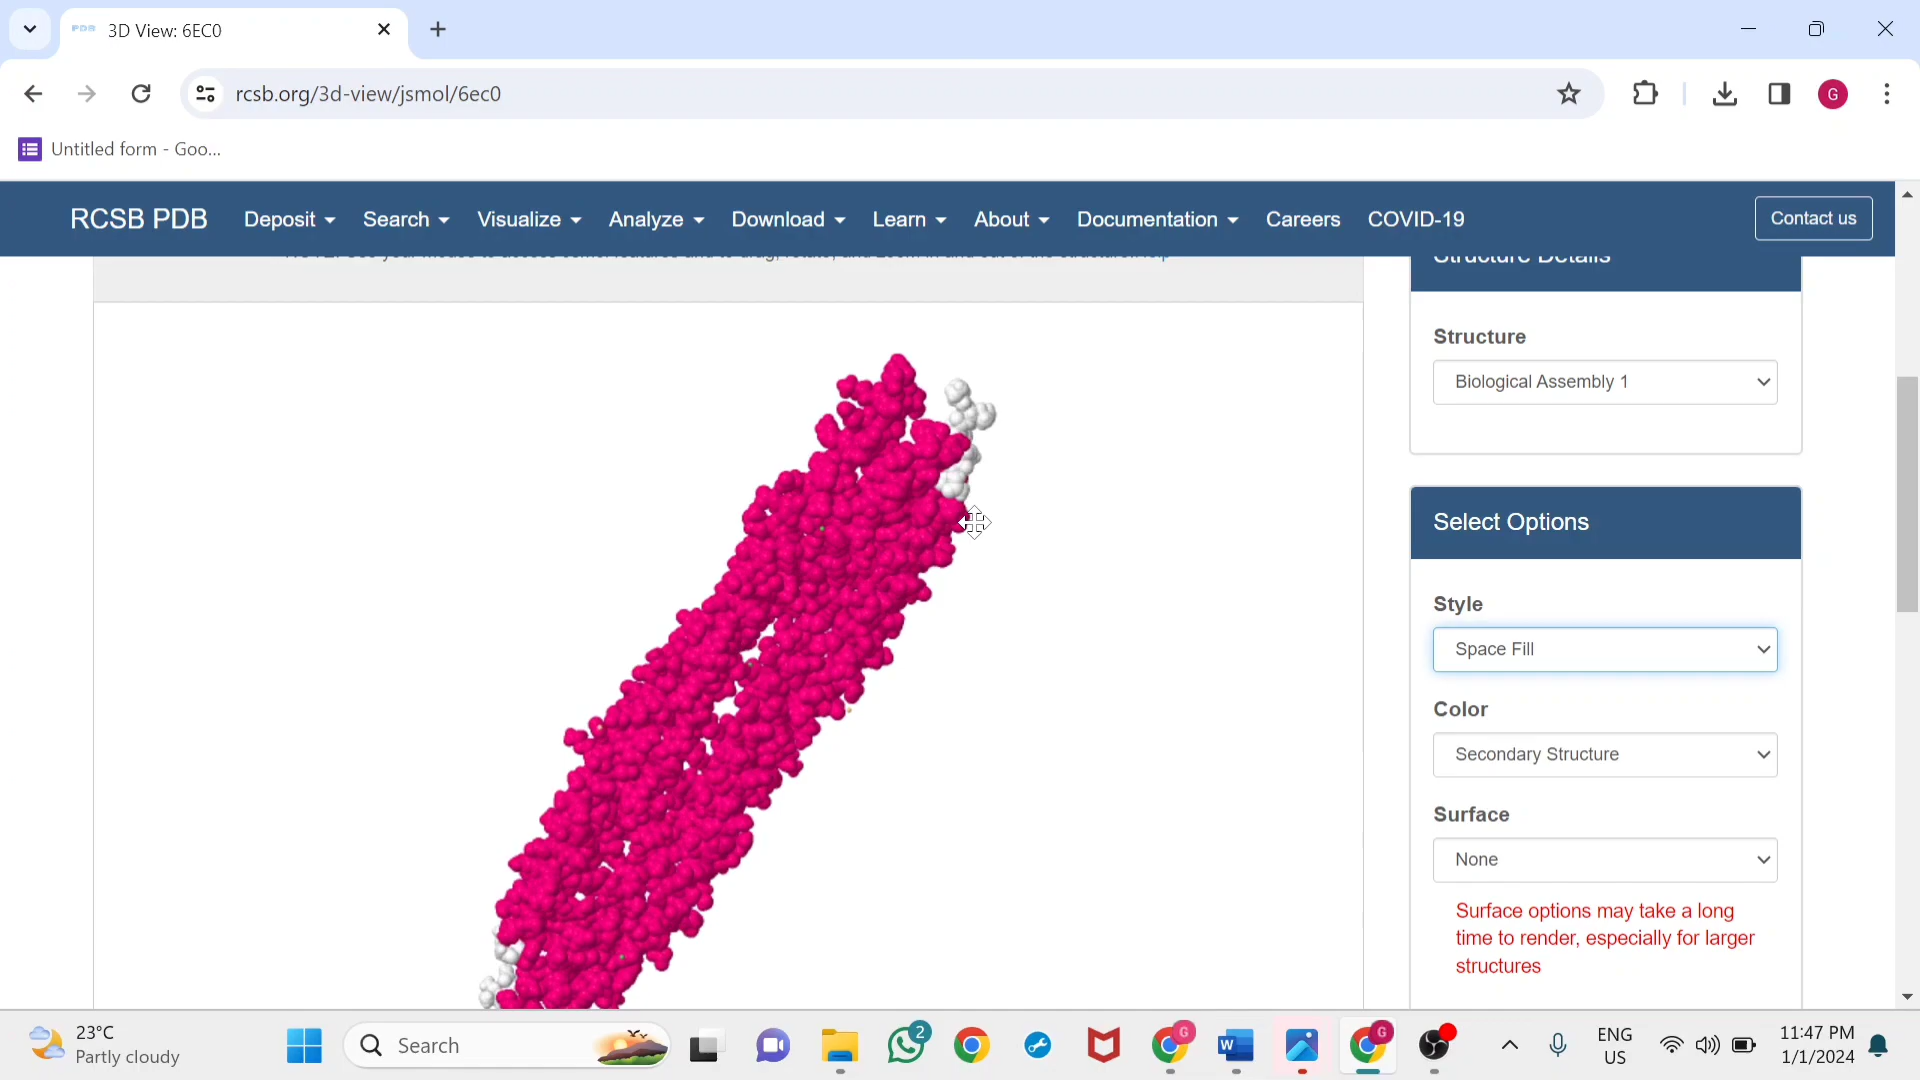 3D View: 6EC0
rcsb.org/3d-view/jsmol/6ec0
G
Untitled form - Goo...
RCSB PDB
Deposit
Search
Visualize
Analyze
Download
Learn
About
Documentation
Careers
COVID-19
Contact us
Structure Details
Structure
Biological Assembly 1
Select Options
Style
Space Fill
Color
Secondary Structure
Surface
None
Surface options may take a long
time to render, especially for larger
structures
23°C
Partly cloudy
Search
2
G
W
G
ENG
US
11:47 PM
1/1/2024